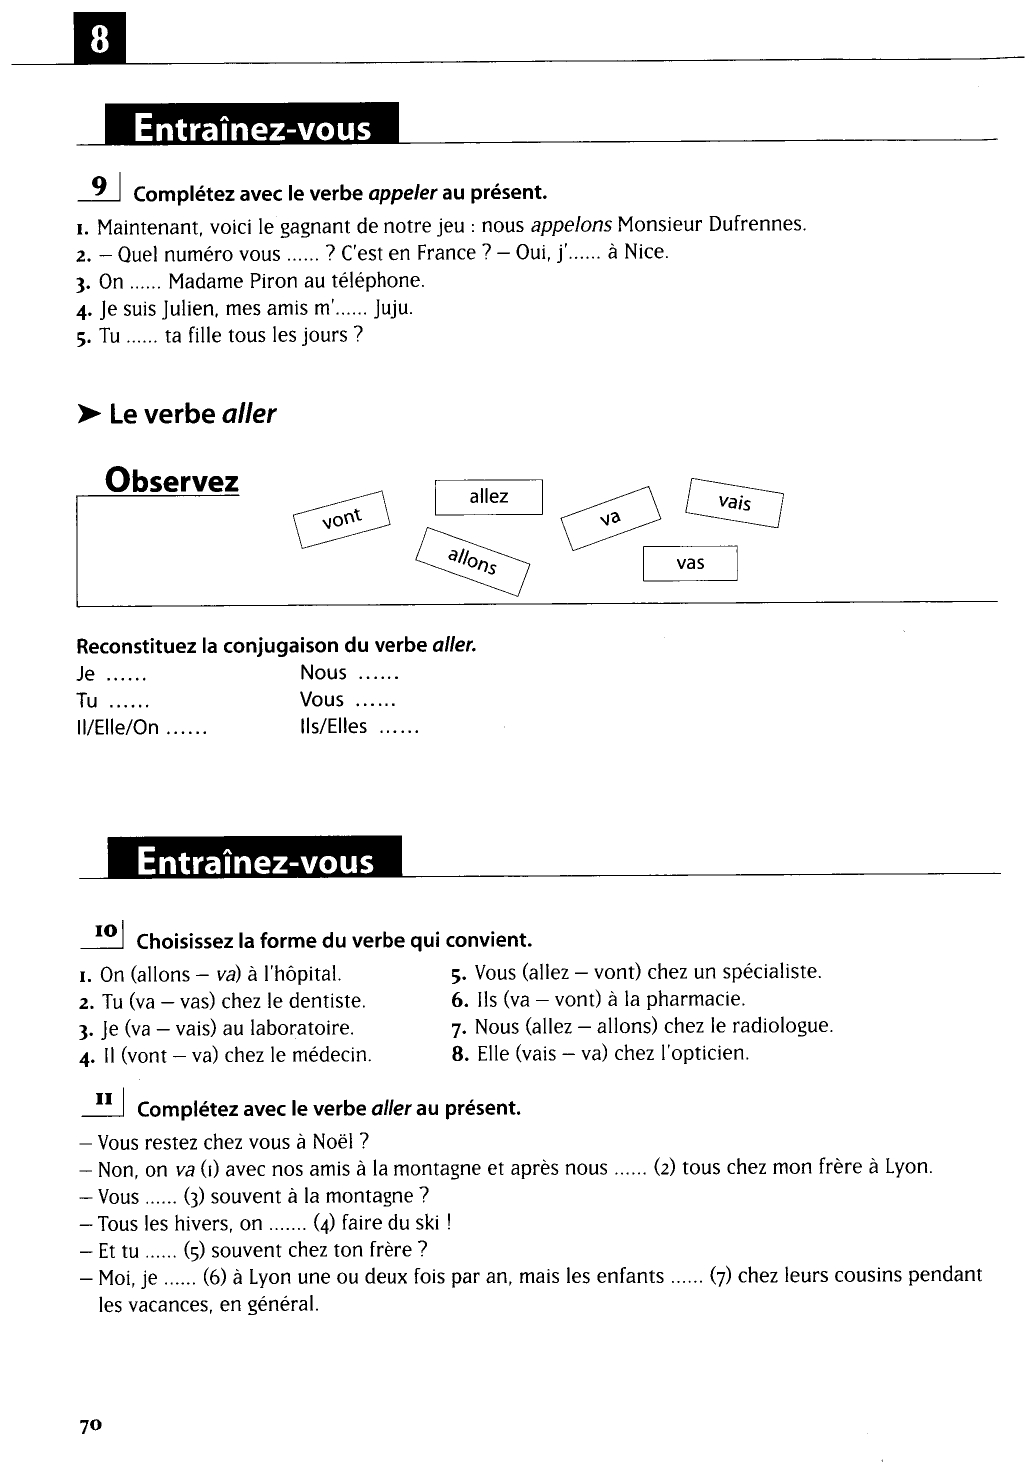 8
Entraînez-vous
9 Complétez avec le verbe appeler au présent.
1. Maintenant, voici le gagnant de notre jeu : nous appelons Monsieur Dufrennes.
2. – Quel numéro vous ...... ? C'est en France ? – Oui, j'...... à Nice.
3. On ...... Madame Piron au téléphone.
4. Je suis Julien, mes amis m'...... Juju.
5. Tu ...... ta fille tous les jours ?
➤ Le verbe aller
Observez
vont
allez
va
vais
allons
vas
Reconstituez la conjugaison du verbe aller.
Je ...... Nous ......
Tu ...... Vous ......
Il/Elle/On ...... Ils/Elles ......
Entraînez-vous
10 Choisissez la forme du verbe qui convient.
1. On (allons – va) à l'hôpital.
2. Tu (va – vas) chez le dentiste.
3. Je (va – vais) au laboratoire.
4. Il (vont – va) chez le médecin.
5. Vous (allez – vont) chez un spécialiste.
6. Ils (va – vont) à la pharmacie.
7. Nous (allez – allons) chez le radiologue.
8. Elle (vais – va) chez l'opticien.
11 Complétez avec le verbe aller au présent.
– Vous restez chez vous à Noël ?
– Non, on va (1) avec nos amis à la montagne et après nous ...... (2) tous chez mon frère à Lyon.
– Vous ...... (3) souvent à la montagne ?
– Tous les hivers, on ....... (4) faire du ski !
– Et tu ...... (5) souvent chez ton frère ?
– Moi, je ...... (6) à Lyon une ou deux fois par an, mais les enfants ...... (7) chez leurs cousins pendant
les vacances, en général.
70